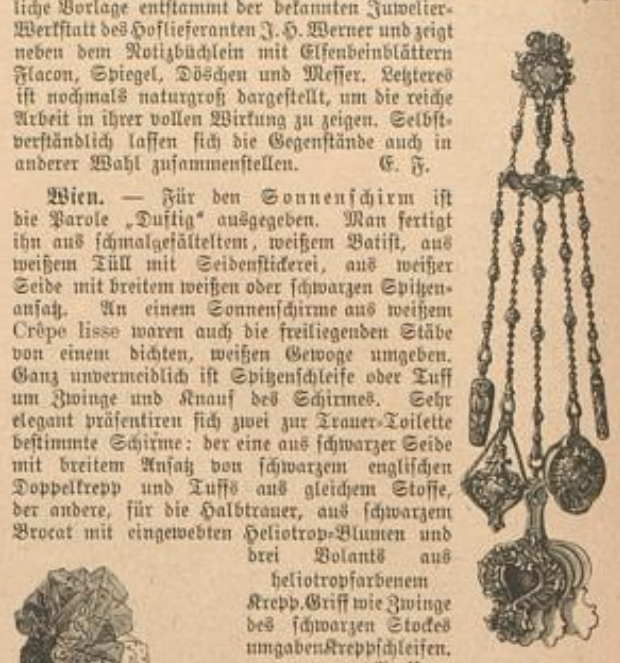 liche Vorlage entstammt der bekannten Juwelier-
Werkstatt des Hoflieferanten J. H. Werner und zeigt
neben dem Notizbüchlein mit Elfenbeinblättern
Flacon, Spiegel, Döschen und Messer. Letzteres
ist nochmals naturgroß dargestellt, um die reiche
Arbeit in ihrer vollen Wirkung zu zeigen. Selbst-
verständlich lassen sich die Gegenstände auch in
anderer Wahl zusammenstellen. E. F.
Wien. — Für den Sonnenschirm ist
die Parole „Duftig“ ausgegeben. Man fertigt
ihn aus schmalgefälteltem, weißem Batist, aus
weißem Tüll mit Seidenstickerei, aus weißer
Seide mit breitem weißen oder schwarzen Spitzen-
ansatz. An einem Sonnenschirme aus weißem
Crêpe lisse waren auch die freiliegenden Stäbe
von einem dichten, weißen Gewoge umgeben.
Ganz unvermeidlich ist Spitzenschleife oder Tuff
um Zwinge und Knauf des Schirmes. Sehr
elegant präsentiren sich zwei zur Trauer-Toilette
bestimmte Schirme: der eine aus schwarzer Seide
mit breitem Ansatz von schwarzem englischen
Doppelkrepp und Tuffs aus gleichem Stoffe,
der andere, für die Halbtrauer, aus schwarzem
Brocat mit eingewebten Heliotrop-Blumen und
drei Volants aus
heliotropfarbenem
Krepp. Griff wie Zwinge
des schwarzen Stockes
umgaben Kreppschleifen.